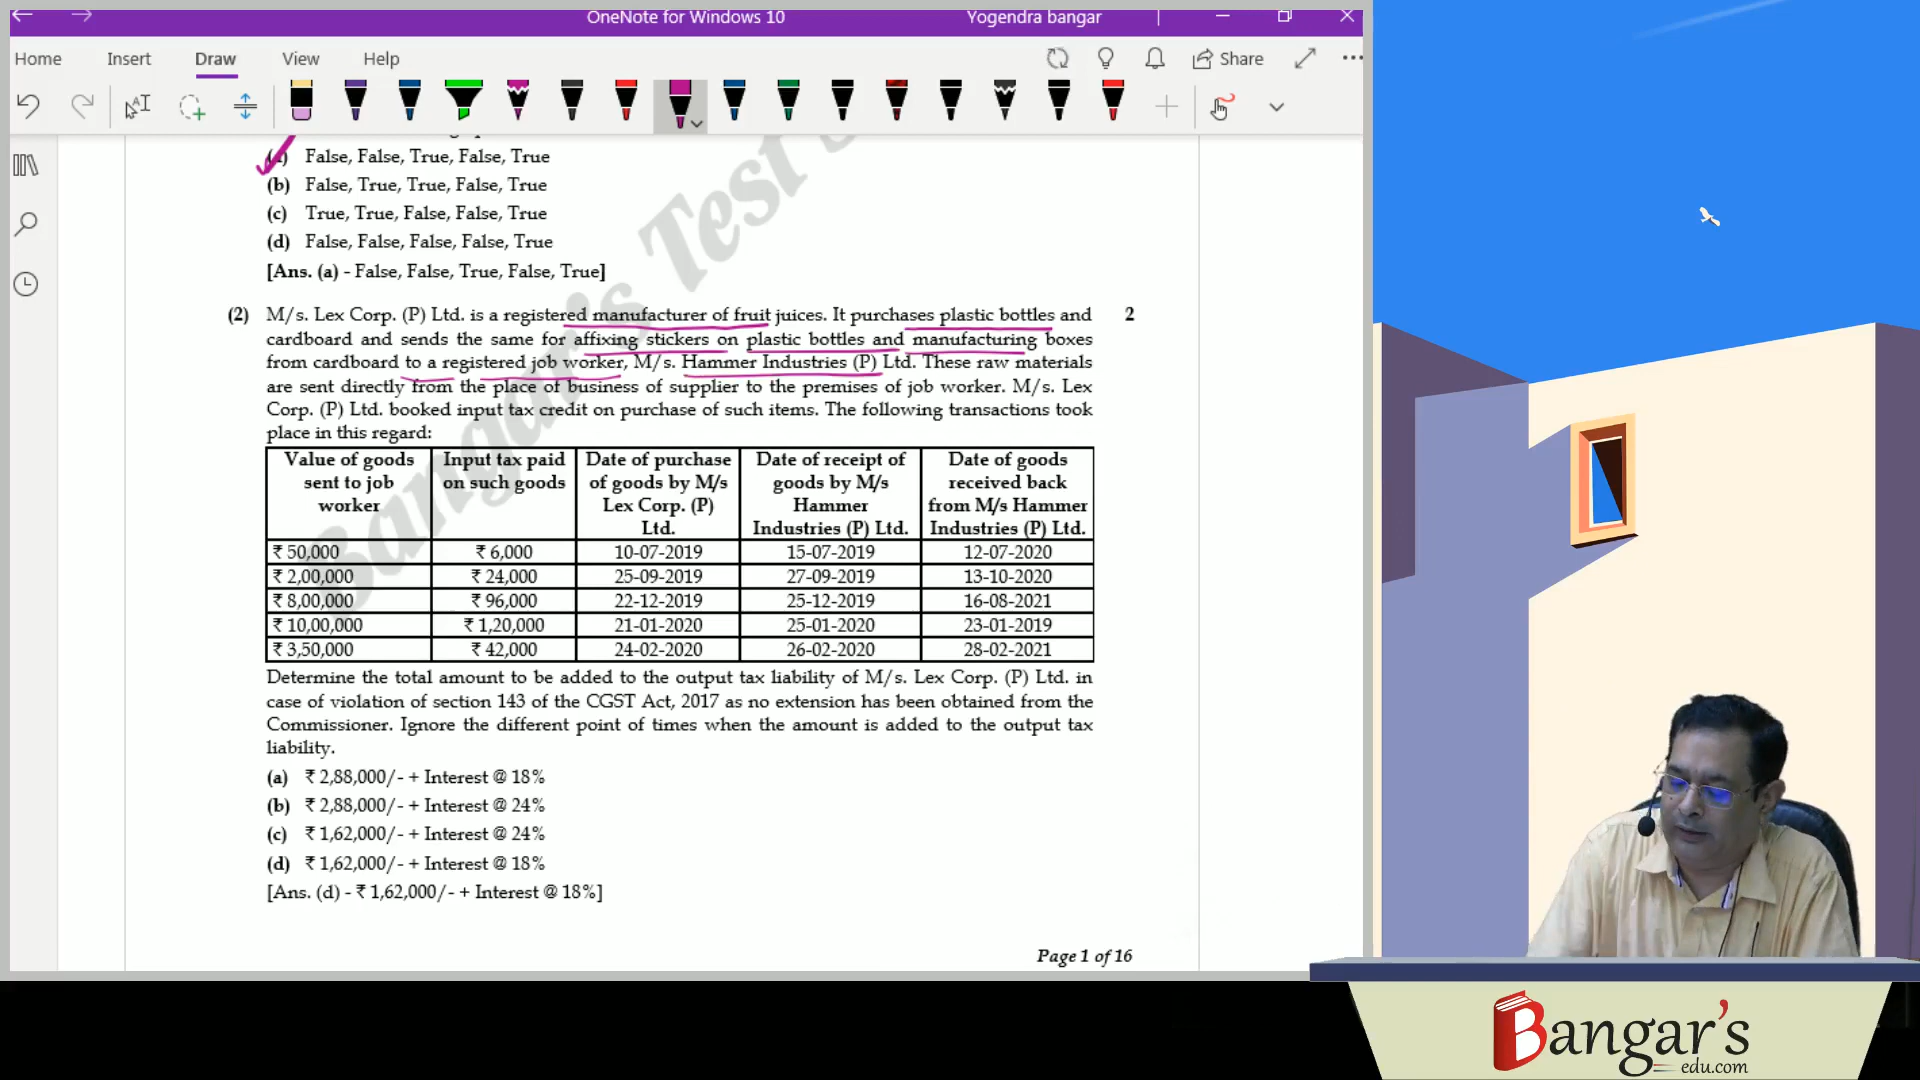 OneNote for Windows 10
Yogendra bangar
Home Insert Draw View Help
Share
(a) False, False, True, False, True
(b) False, True, True, False, True
(c) True, True, False, False, True
(d) False, False, False, False, True
[Ans. (a) - False, False, True, False, True]
(2) M/s. Lex Corp. (P) Ltd. is a registered manufacturer of fruit juices. It purchases plastic bottles and 2
cardboard and sends the same for affixing stickers on plastic bottles and manufacturing boxes
from cardboard to a registered job worker, M/s. Hammer Industries (P) Ltd. These raw materials
are sent directly from the place of business of supplier to the premises of job worker. M/s. Lex
Corp. (P) Ltd. booked input tax credit on purchase of such items. The following transactions took
place in this regard:
Value of goods Input tax paid Date of purchase Date of receipt of Date of goods
sent to job on such goods of goods by M/s goods by M/s received back
worker Lex Corp. (P) Hammer from M/s Hammer
Ltd. Industries (P) Ltd. Industries (P) Ltd.
₹ 50,000 ₹ 6,000 10-07-2019 15-07-2019 12-07-2020
₹ 2,00,000 ₹ 24,000 25-09-2019 27-09-2019 13-10-2020
₹ 8,00,000 ₹ 96,000 22-12-2019 25-12-2019 16-08-2021
₹ 10,00,000 ₹ 1,20,000 21-01-2020 25-01-2020 23-01-2019
₹ 3,50,000 ₹ 42,000 24-02-2020 26-02-2020 28-02-2021
Determine the total amount to be added to the output tax liability of M/s. Lex Corp. (P) Ltd. in
case of violation of section 143 of the CGST Act, 2017 as no extension has been obtained from the
Commissioner. Ignore the different point of times when the amount is added to the output tax
liability.
(a) ₹ 2,88,000/- + Interest @ 18%
(b) ₹ 2,88,000/- + Interest @ 24%
(c) ₹ 1,62,000/- + Interest @ 24%
(d) ₹ 1,62,000/- + Interest @ 18%
[Ans. (d) - ₹ 1,62,000/- + Interest @ 18%]
Page 1 of 16
Bangar's Test
Bangar's
edu.com